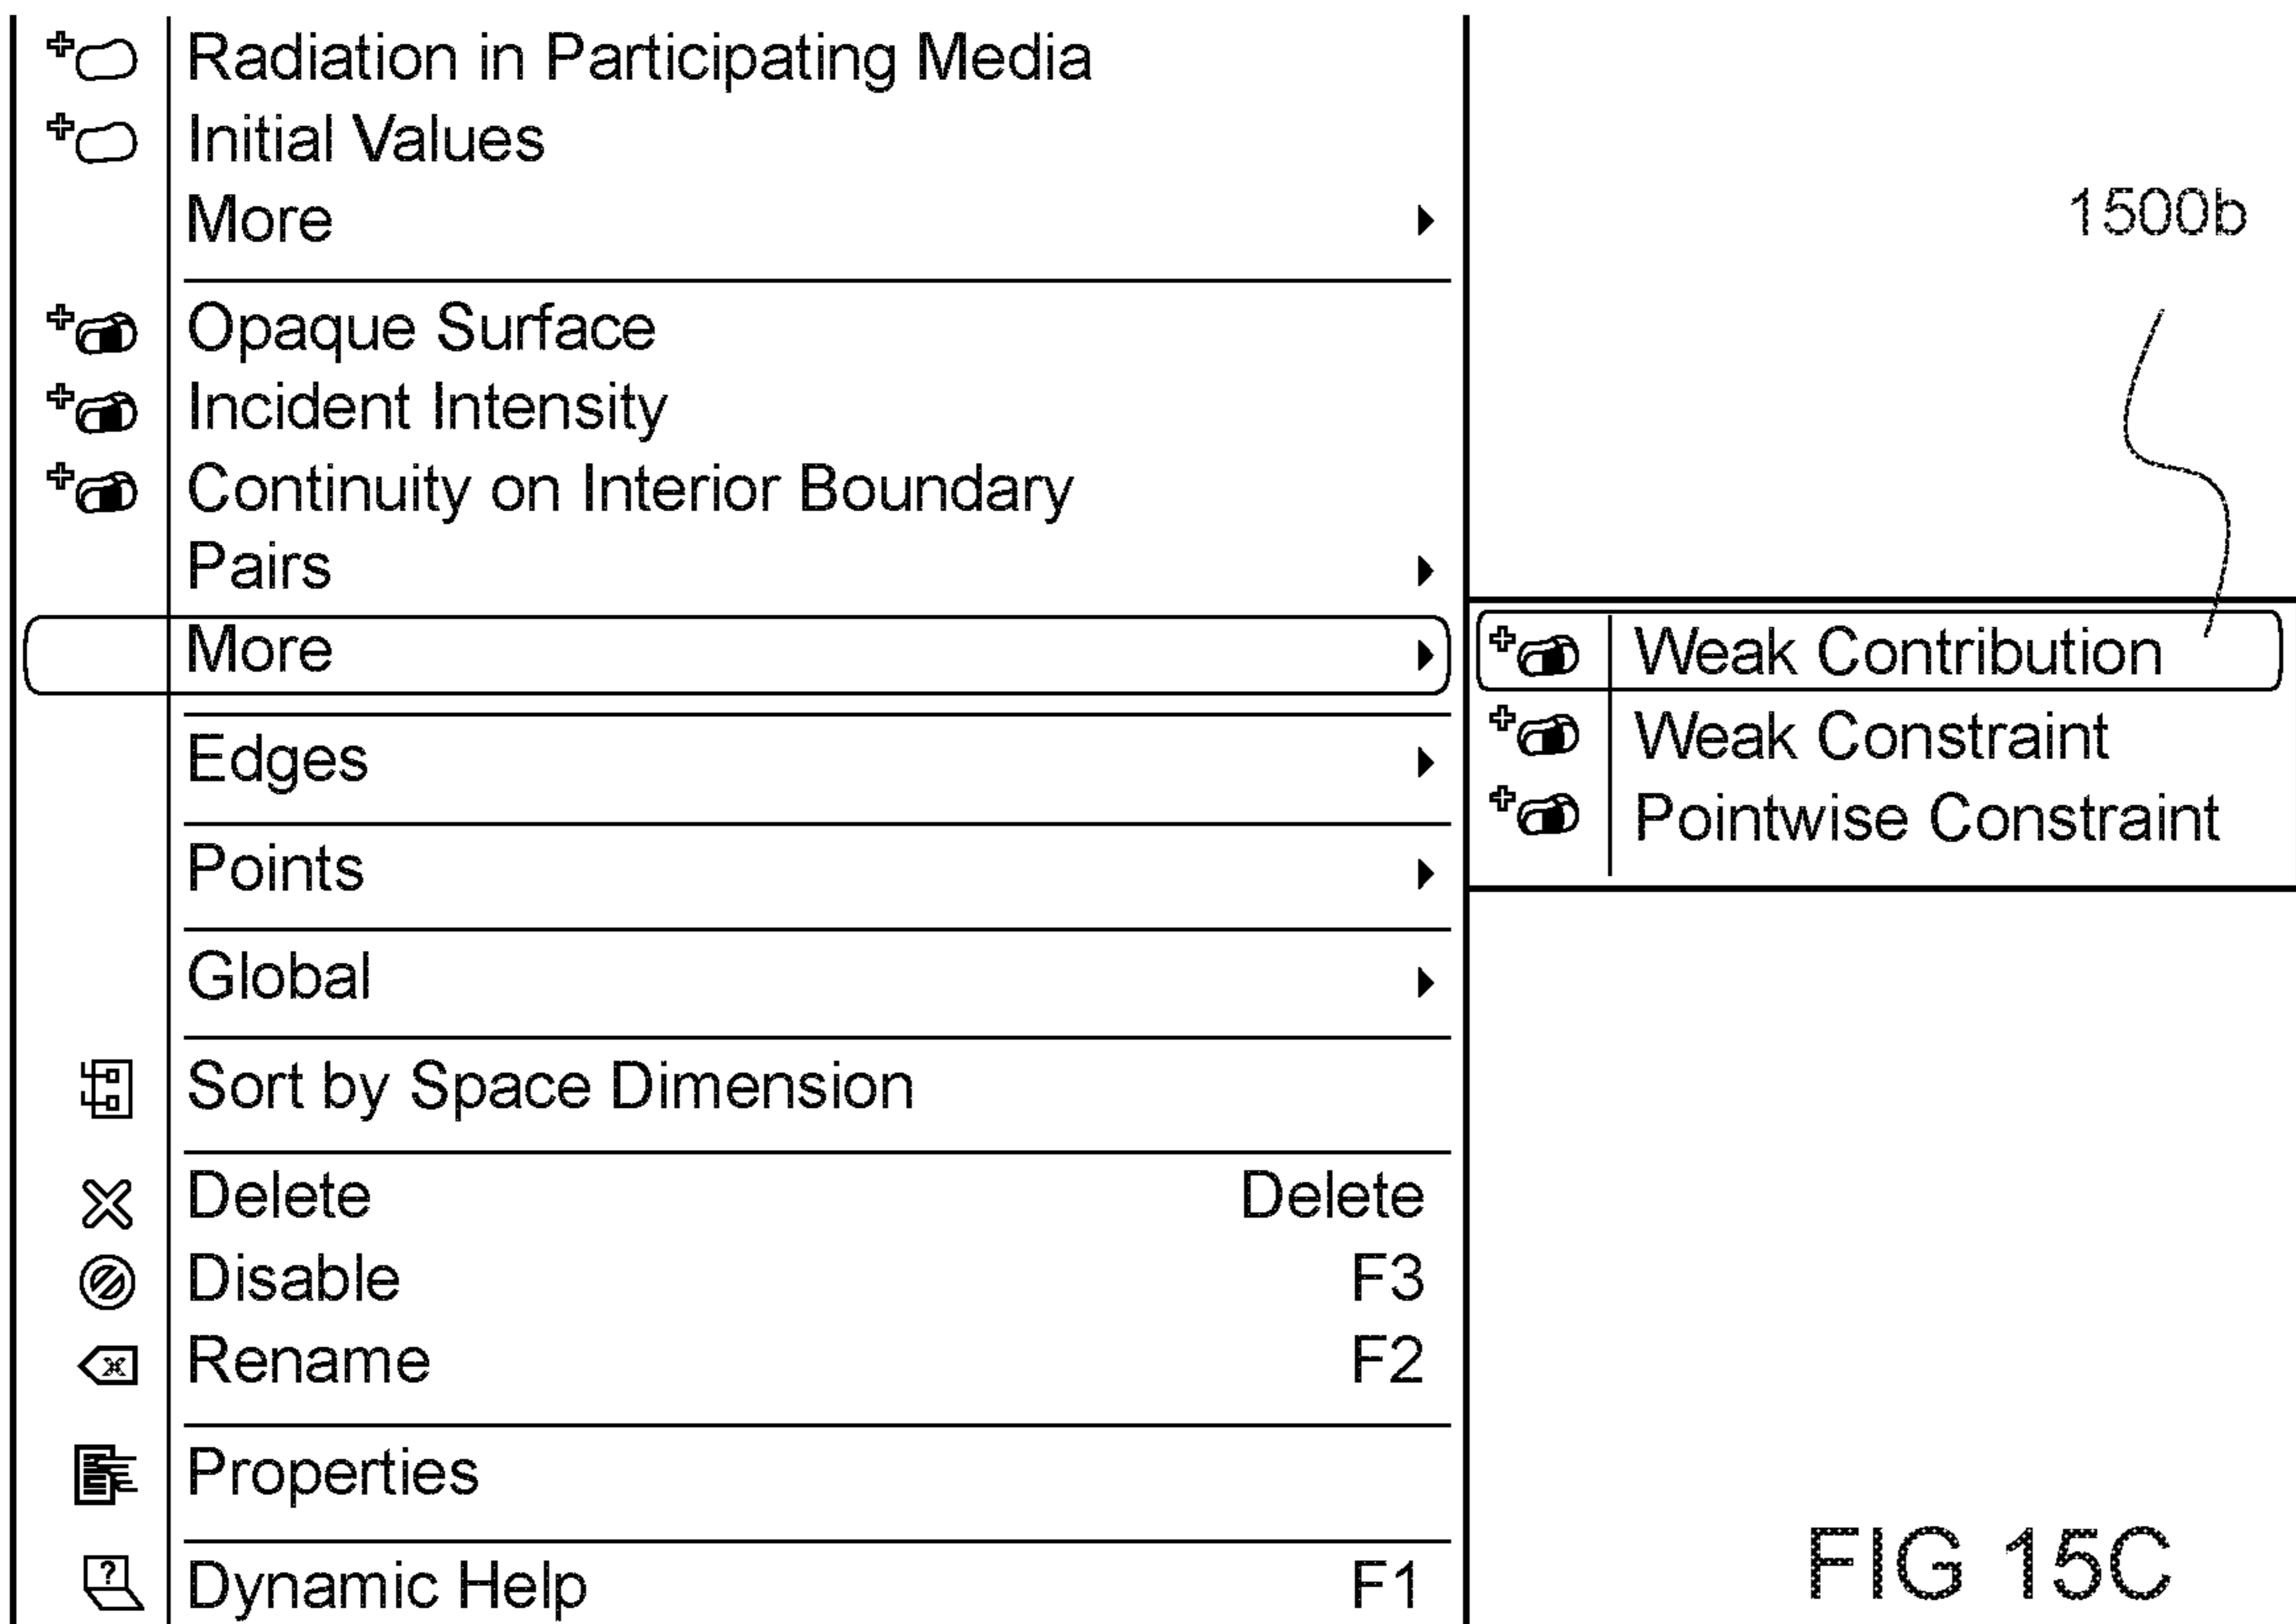 Radiation in Participating Media
Initial Values
More
1500b
Opaque Surface
Incident Intensity
Continuity on Interior Boundary
Pairs
More
Weak Contribution
Weak Constraint
Pointwise Constraint
Edges
Points
Global
Sort by Space Dimension
Delete Delete
Disable F3
Rename F2
Properties
Dynamic Help F1
FIG 15C